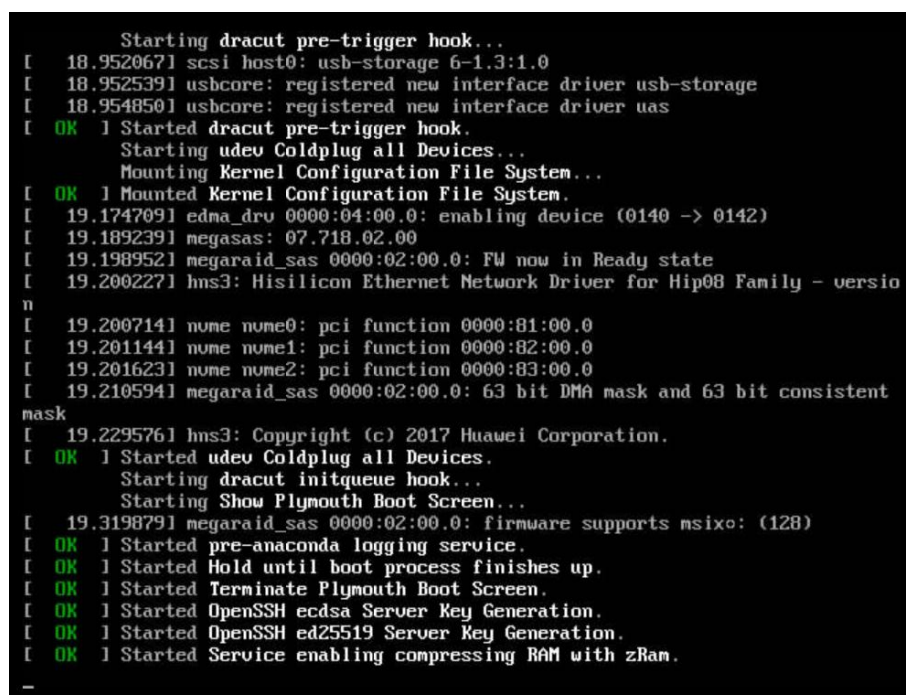 Starting dracut pre-trigger hook...
[   18.952067] scsi host0: usb-storage 6-1.3:1.0
[   18.952539] usbcore: registered new interface driver usb-storage
[   18.954850] usbcore: registered new interface driver uas
[  OK  ] Started dracut pre-trigger hook.
Starting udev Coldplug all Devices...
Mounting Kernel Configuration File System...
[  OK  ] Mounted Kernel Configuration File System.
[   19.174709] edma_drv 0000:04:00.0: enabling device (0140 -> 0142)
[   19.189239] megasas: 07.718.02.00
[   19.198952] megaraid_sas 0000:02:00.0: FW now in Ready state
[   19.200227] hns3: Hisilicon Ethernet Network Driver for Hip08 Family - versio
n
[   19.200714] nvme nvme0: pci function 0000:81:00.0
[   19.201144] nvme nvme1: pci function 0000:82:00.0
[   19.201623] nvme nvme2: pci function 0000:83:00.0
[   19.210594] megaraid_sas 0000:02:00.0: 63 bit DMA mask and 63 bit consistent
mask
[   19.229576] hns3: Copyright (c) 2017 Huawei Corporation.
[  OK  ] Started udev Coldplug all Devices.
Starting dracut initqueue hook...
Starting Show Plymouth Boot Screen...
[   19.319879] megaraid_sas 0000:02:00.0: firmware supports msix¤: (128)
[  OK  ] Started pre-anaconda logging service.
[  OK  ] Started Hold until boot process finishes up.
[  OK  ] Started Terminate Plymouth Boot Screen.
[  OK  ] Started OpenSSH ecdsa Server Key Generation.
[  OK  ] Started OpenSSH ed25519 Server Key Generation.
[  OK  ] Started Service enabling compressing RAM with zRam.